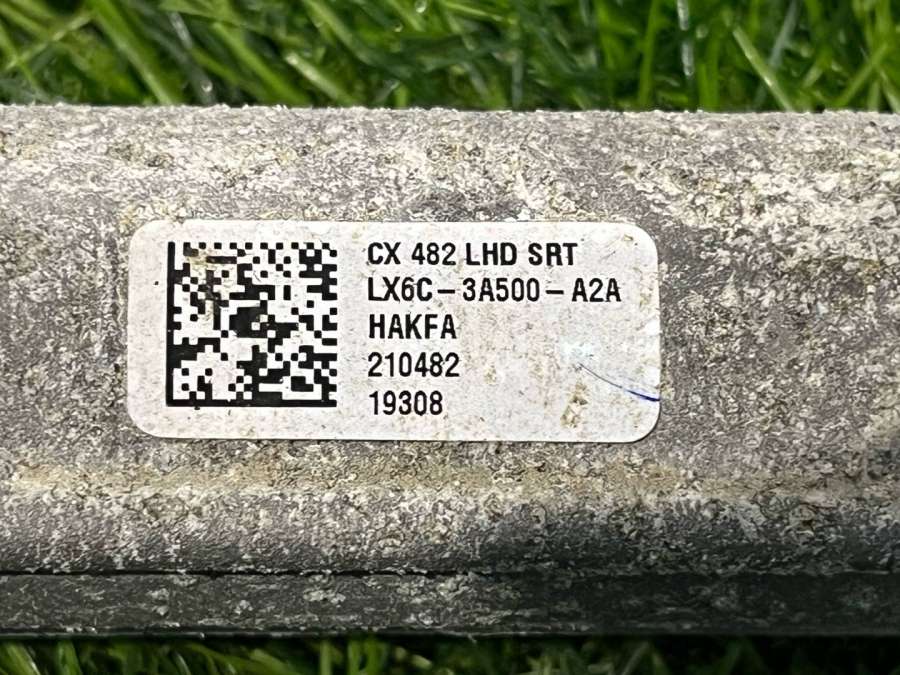 CX 482 LHD SRT
LX6C-3A500-A2A
HAKFA
210482
19308